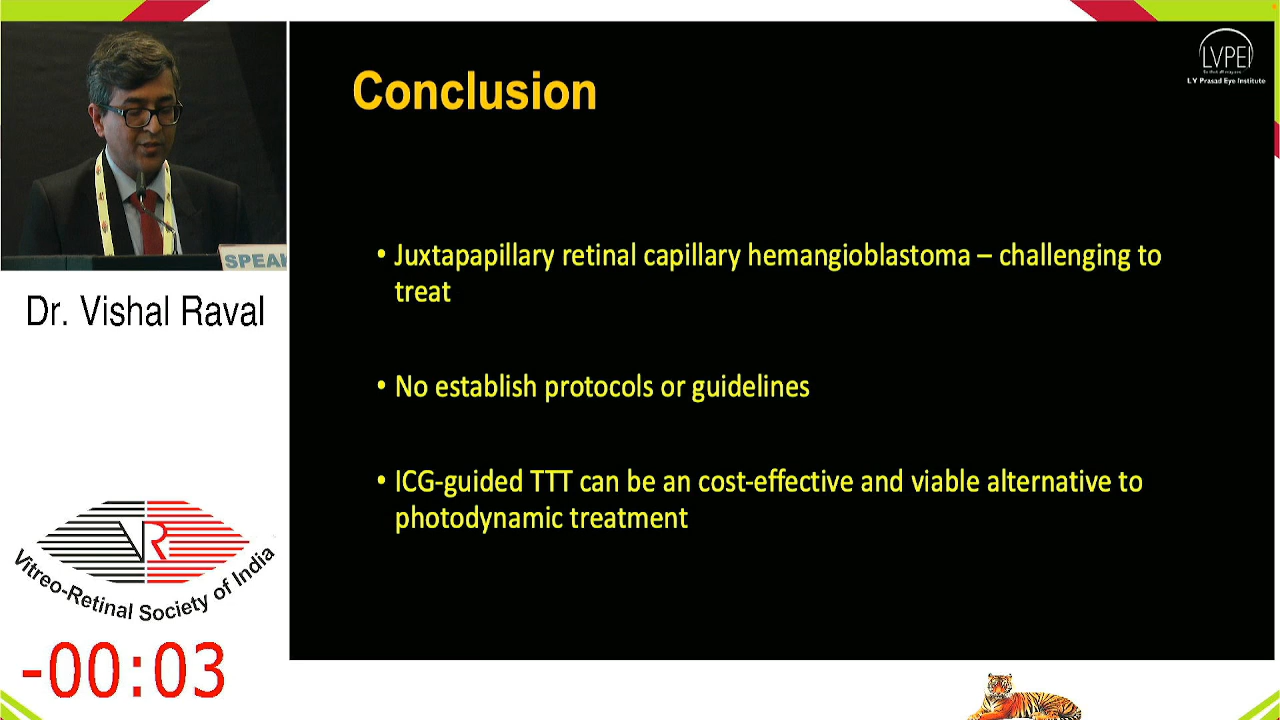 LVPEI
L V Prasad Eye Institute
Conclusion
• Juxtapapillary retinal capillary hemangioblastoma – challenging to
treat
• No establish protocols or guidelines
• ICG-guided TTT can be an cost-effective and viable alternative to
photodynamic treatment
SPEAK
Dr. Vishal Raval
VR
Vitreo-Retinal Society of India
-00:03